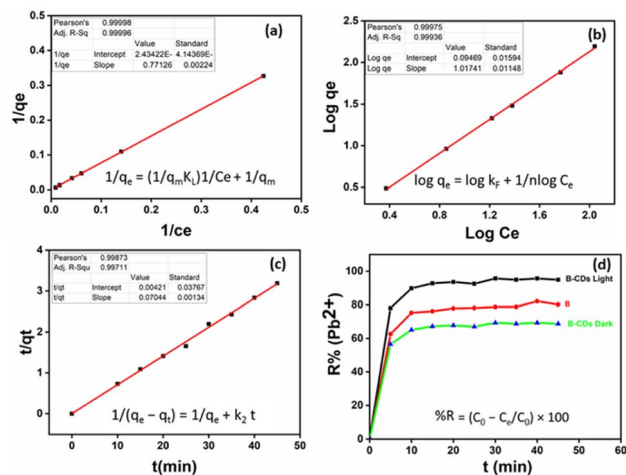 (a)
Pearson's 0.99998
Adj. R-Sq 0.99996
Value Standard
1/qe Intercept 2.43422E- 4.14369E-
1/qe Slope 0.77126 0.00224
1/qe
0.4
0.3
0.2
0.1
0.0
0.0 0.1 0.2 0.3 0.4 0.5
1/ce
1/qe = (1/qmKL)1/Ce + 1/qm
(b)
Pearson's 0.99975
Adj. R-Sq 0.99936
Value Standard
Log qe Intercept 0.09469 0.01594
Log qe Slope 1.01741 0.01148
Log qe
2.5
2.0
1.5
1.0
0.5
0.5 1.0 1.5 2.0
Log Ce
log qe = log kF + 1/nlog Ce
(c)
Pearson's 0.99873
Adj. R-Squ 0.99711
Value Standard
t/qt Intercept 0.00421 0.03767
t/qt Slope 0.07044 0.00134
t/qt
4
3
2
1
0
0 10 20 30 40 50
t(min)
1/(qe − qt) = 1/qe + k2 t
(d)
R% (Pb2+)
100
80
60
40
20
0
0 10 20 30 40 50 60
t (min)
B-CDs Light
B
B-CDs Dark
%R = (C0 − Ce/C0) × 100